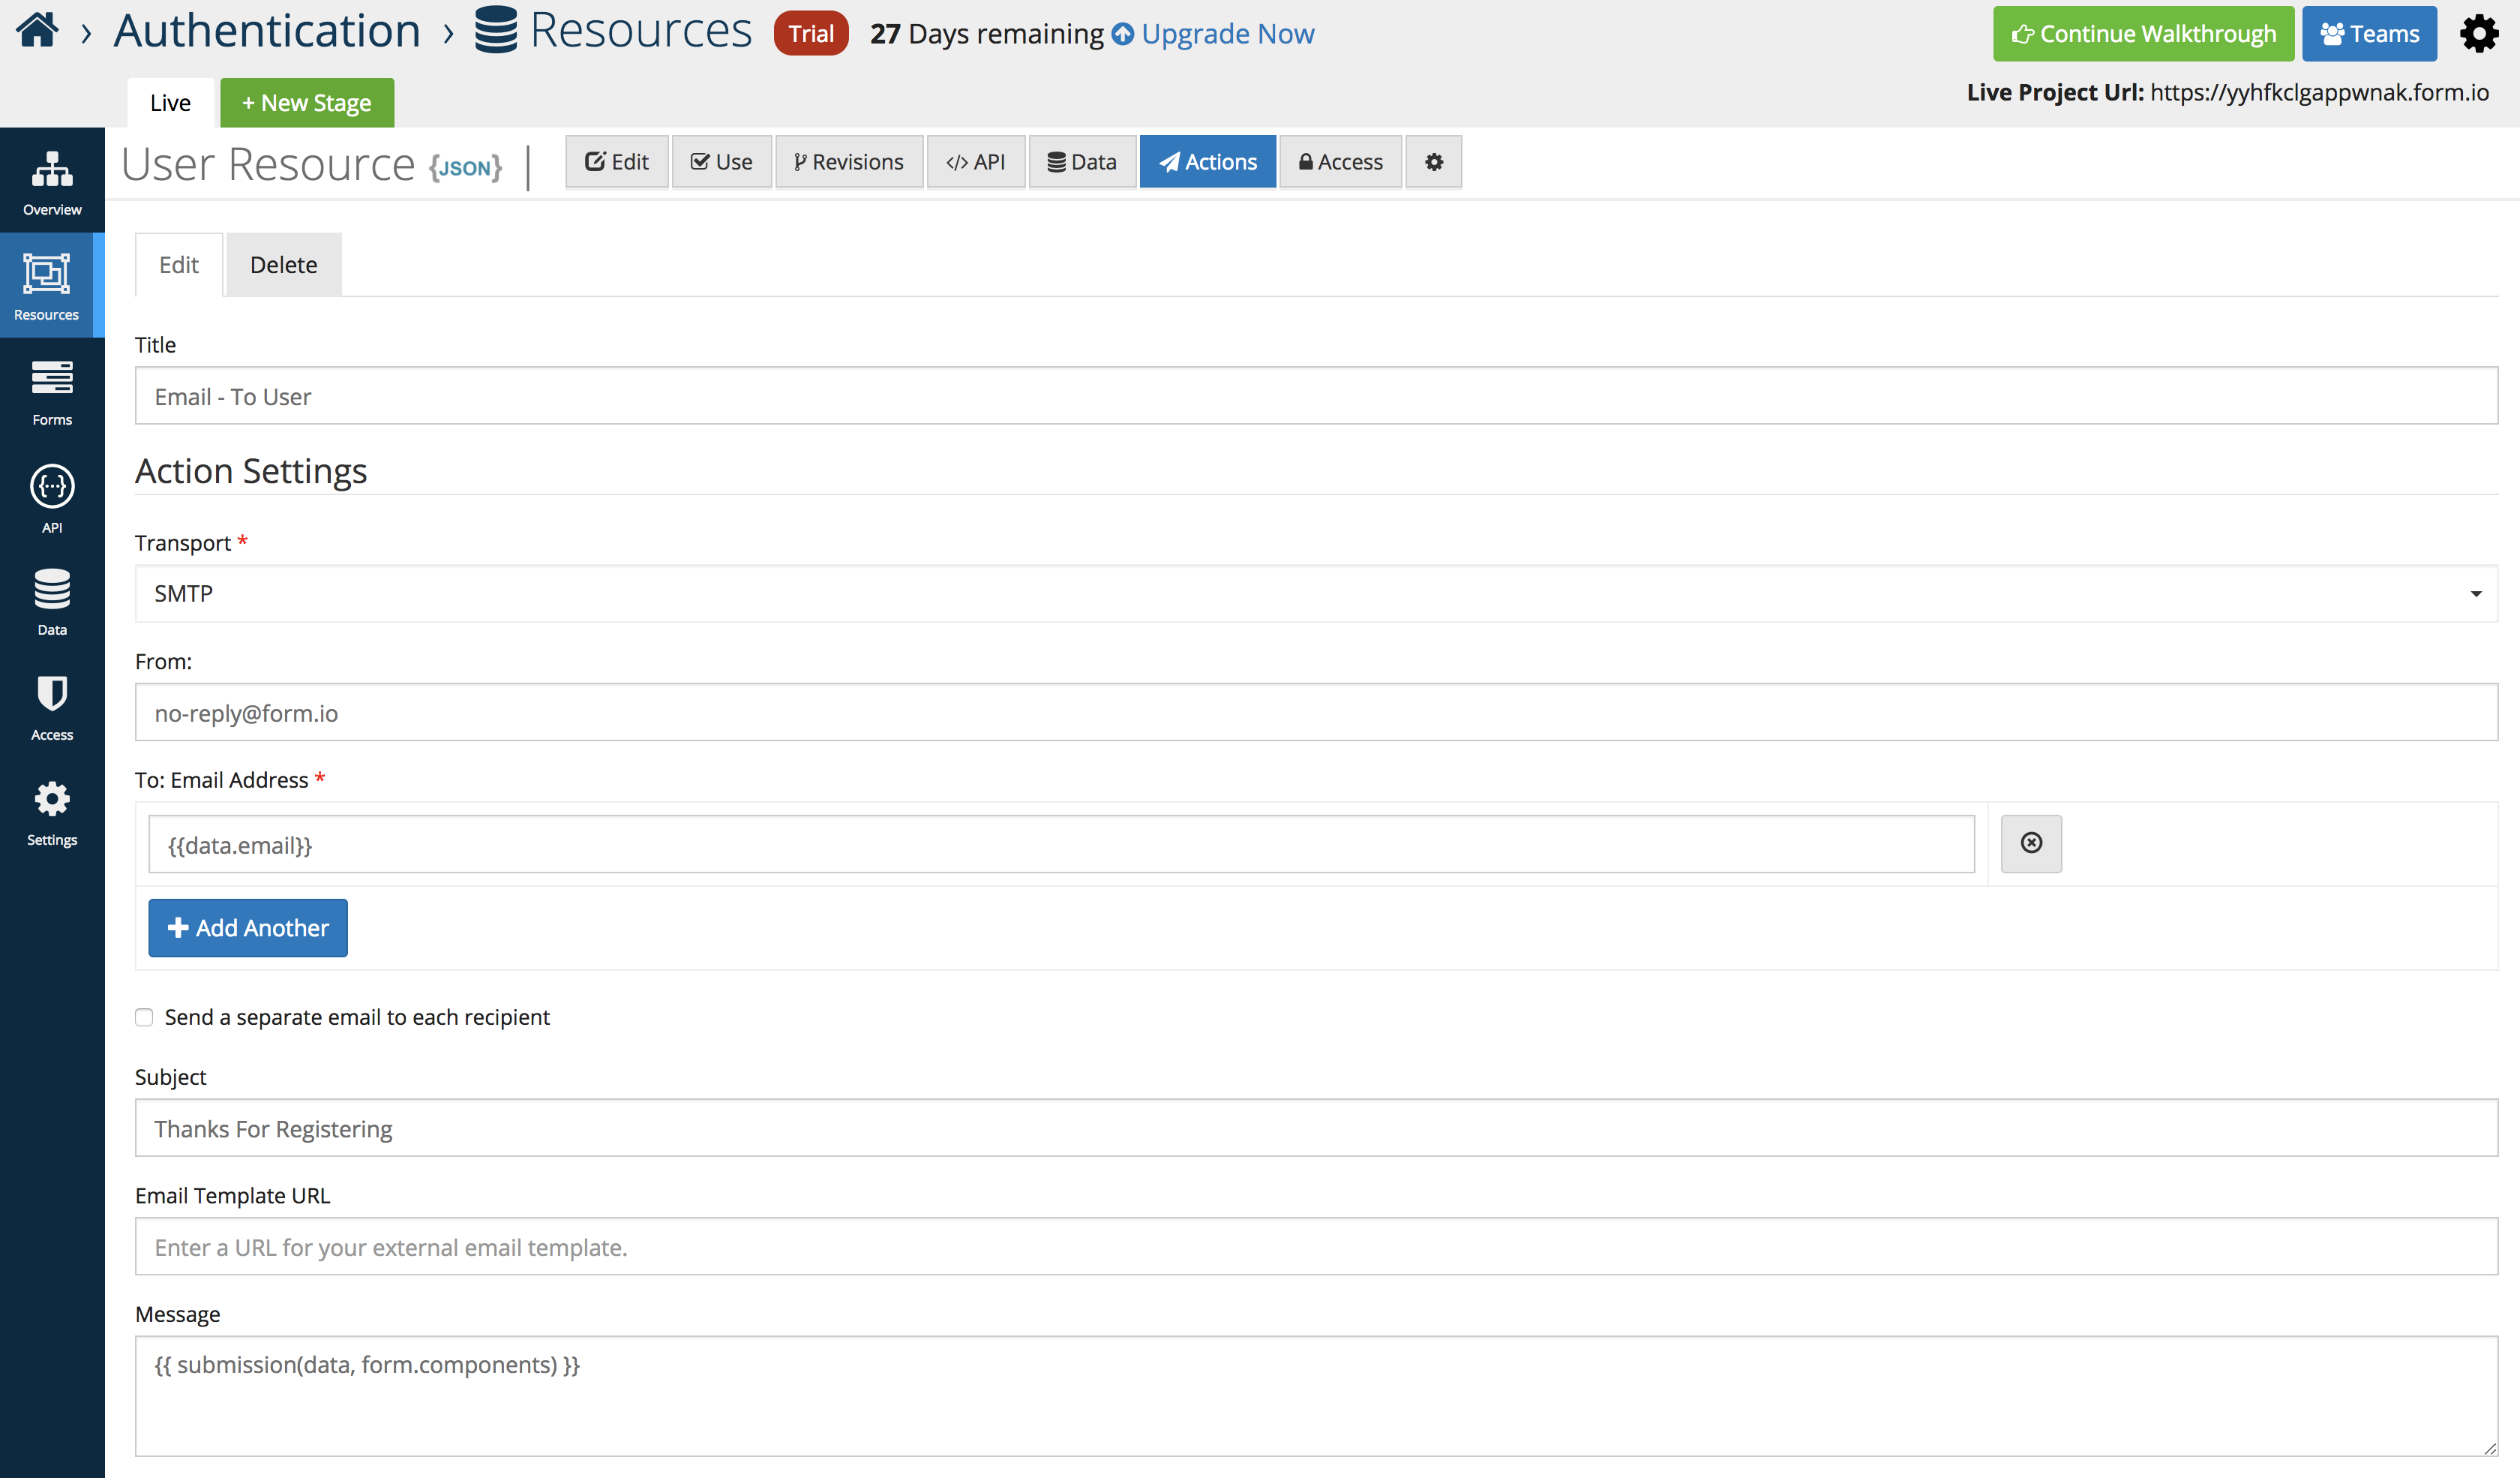 › Authentication › Resources Trial 27 Days remaining Upgrade Now Continue Walkthrough Teams
Live + New Stage Live Project Url: https://yyhfkclgappwnak.form.io
User Resource {JSON} | Edit Use Revisions </> API Data Actions Access
Overview
Resources
Forms
API
Data
Access
Settings
Edit Delete
Title
Email - To User
Action Settings
Transport *
SMTP
From:
no-reply@form.io
To: Email Address *
{{data.email}}
Add Another
Send a separate email to each recipient
Subject
Thanks For Registering
Email Template URL
Enter a URL for your external email template.
Message
{{ submission(data, form.components) }}